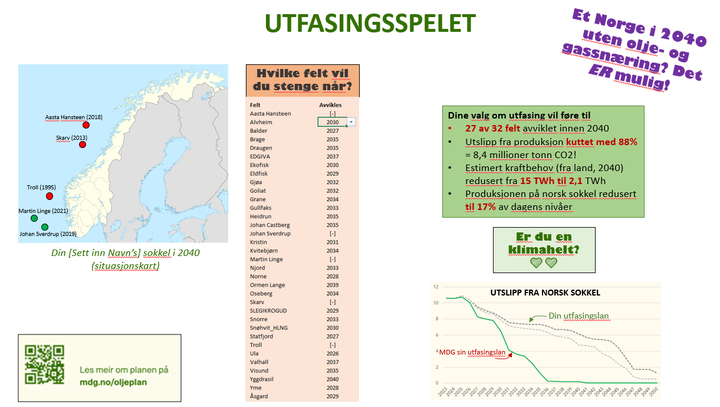 UTFASINGSSPELET
Et Norge i 2040
uten olje- og
gassnæring? Det
ER mulig!
Aasta Hansteen (2018)
Skarv (2013)
Troll (1995)
Martin Linge (2021)
Johan Sverdrup (2019)
Din [Sett inn Navn's] sokkel i 2040
(situasjonskart)
Les meir om planen på
mdg.no/oljeplan
Hvilke felt vil
du stenge når?
Felt Avvikles
Aasta Hansteen [-]
Alvheim 2030
Balder 2027
Brage 2035
Draugen 2035
EDGIVIA 2037
Ekofisk 2030
Eldfisk 2029
Gjøa 2032
Goliat 2032
Grane 2034
Gullfaks 2033
Heidrun 2035
Johan Castberg 2035
Johan Sverdrup [-]
Kristin 2031
Kvitebjørn 2034
Martin Linge [-]
Njord 2033
Norne 2028
Ormen Lange 2039
Oseberg 2034
Skarv [-]
SLEGIKROGUD 2029
Snorre 2033
Snøhvit_HLNG 2030
Statfjord 2027
Troll [-]
Ula 2026
Valhall 2037
Visund 2035
Yggdrasil 2040
Yme 2028
Åsgard 2029
Dine valg om utfasing vil føre til
• 27 av 32 felt avviklet innen 2040
• Utslipp fra produksjon kuttet med 88%
= 8,4 millioner tonn CO2!
• Estimert kraftbehov (fra land, 2040)
redusert fra 15 TWh til 2,1 TWh
• Produksjonen på norsk sokkel redusert
til 17% av dagens nivåer
Er du en
klimahelt?
UTSLIPP FRA NORSK SOKKEL
12
10
8
6
4
2
0
Din utfasingsplan
MDG sin utfasingsplan